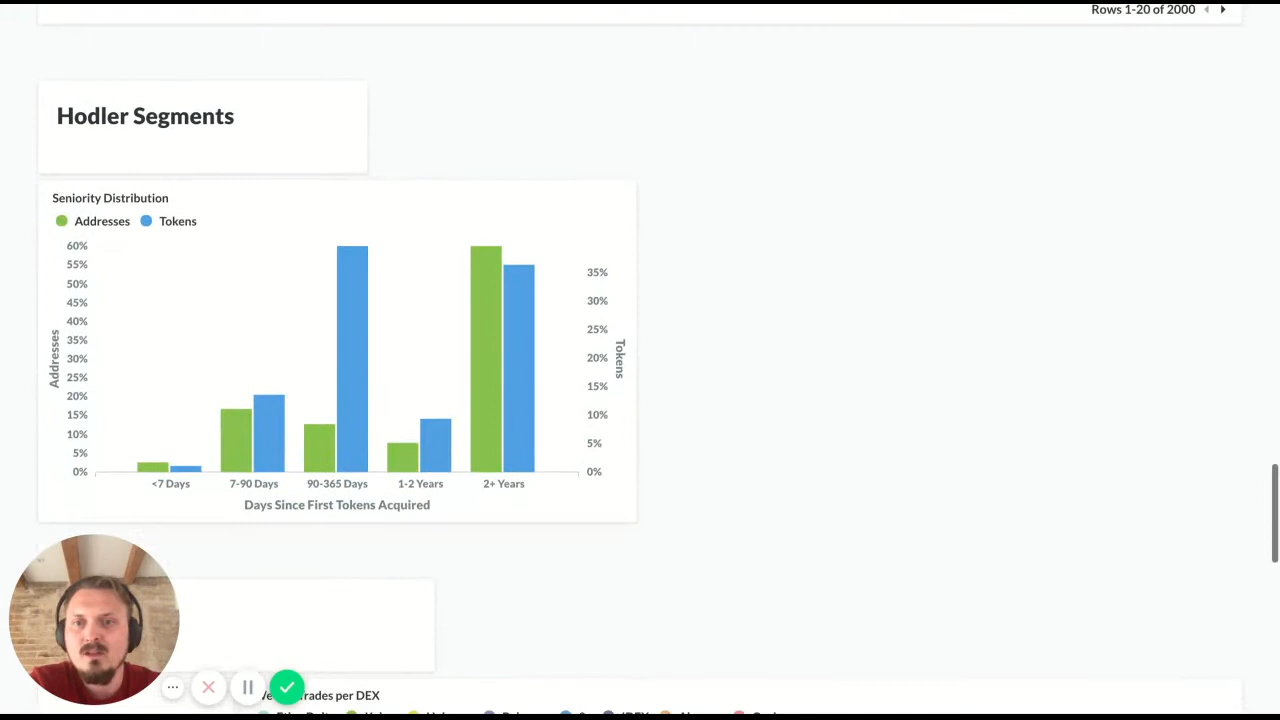 Rows 1-20 of 2000
Hodler Segments
Seniority Distribution
Addresses Tokens
60%
55%
50%
45%
40%
35%
30%
25%
20%
15%
10%
5%
0%
Addresses
35%
30%
25%
20%
15%
10%
5%
0%
Tokens
<7 Days 7-90 Days 90-365 Days 1-2 Years 2+ Years
Days Since First Tokens Acquired
per DEX